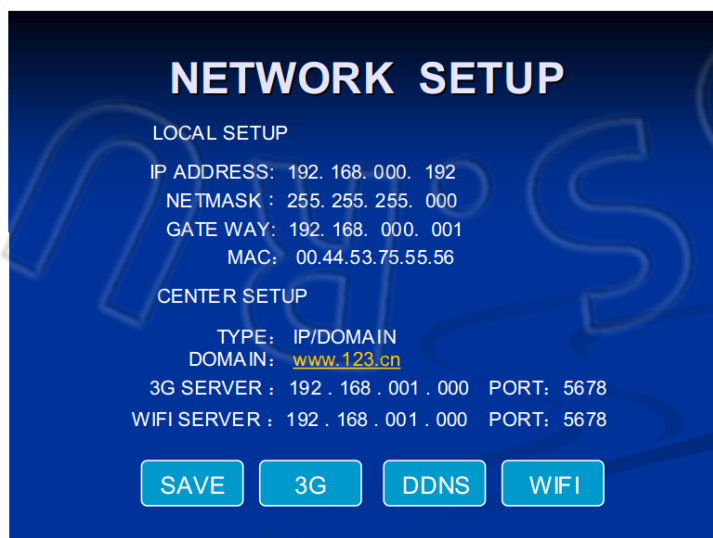 NETWORK SETUP
LOCAL SETUP
IP ADDRESS: 192. 168. 000. 192
NETMASK : 255. 255. 255. 000
GATE WAY: 192. 168. 000. 001
MAC: 00.44.53.75.55.56
CENTER SETUP
TYPE: IP/DOMAIN
DOMAIN: www.123.cn
3G SERVER : 192 . 168 . 001 . 000 PORT: 5678
WIFI SERVER : 192 . 168 . 001 . 000 PORT: 5678
SAVE 3G DDNS WIFI